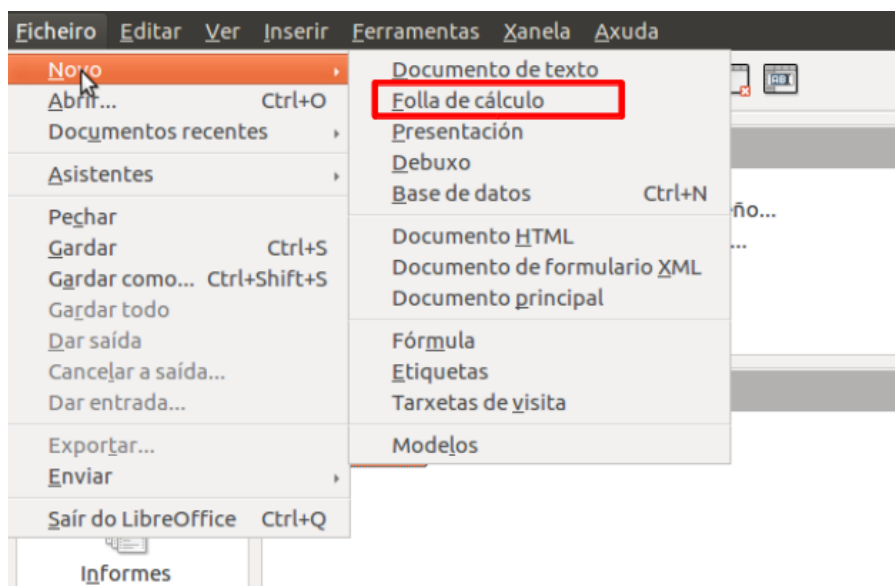 Ficheiro Editar Ver Inserir Ferramentas Xanela Axuda
Novo
Abrir... Ctrl+O
Documentos recentes
Asistentes
Pechar
Gardar Ctrl+S
Gardar como... Ctrl+Shift+S
Gardar todo
Dar saída
Cancelar a saída...
Dar entrada...
Exportar...
Enviar
Saír do LibreOffice Ctrl+Q
Documento de texto
Folla de cálculo
Presentación
Debuxo
Base de datos Ctrl+N
Documento HTML
Documento de formulario XML
Documento principal
Fórmula
Etiquetas
Tarxetas de visita
Modelos
Informes